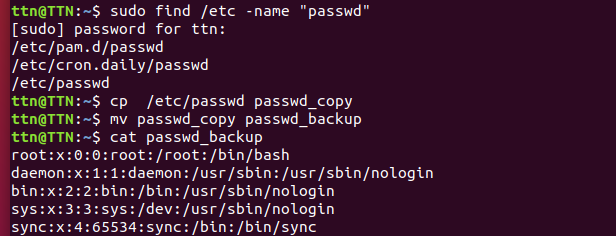 ttn@TTN:~$ sudo find /etc -name "passwd"
[sudo] password for ttn:
/etc/pam.d/passwd
/etc/cron.daily/passwd
/etc/passwd
ttn@TTN:~$ cp  /etc/passwd passwd_copy
ttn@TTN:~$ mv passwd_copy passwd_backup
ttn@TTN:~$ cat passwd_backup
root:x:0:0:root:/root:/bin/bash
daemon:x:1:1:daemon:/usr/sbin:/usr/sbin/nologin
bin:x:2:2:bin:/bin:/usr/sbin/nologin
sys:x:3:3:sys:/dev:/usr/sbin/nologin
sync:x:4:65534:sync:/bin:/bin/sync